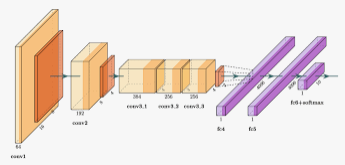 64
conv1
192
conv2
384
256
256
conv3_1
conv3_2
conv3_3
fc4
fc5
fc6+softmax